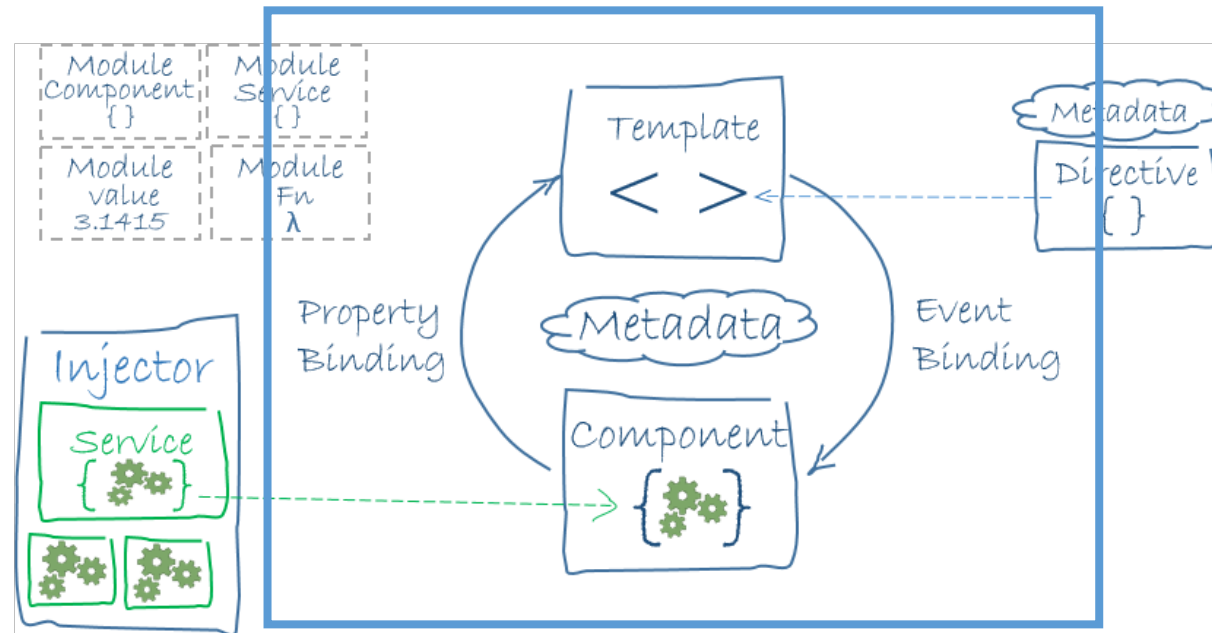 Module
Component
{ }
Module
Service
{ }
Module
value
3.1415
Module
Fn
λ
Template
< >
Metadata
Directive
{ }
Property
Binding
Metadata
Event
Binding
Injector
Service
{ }
Component
{ }